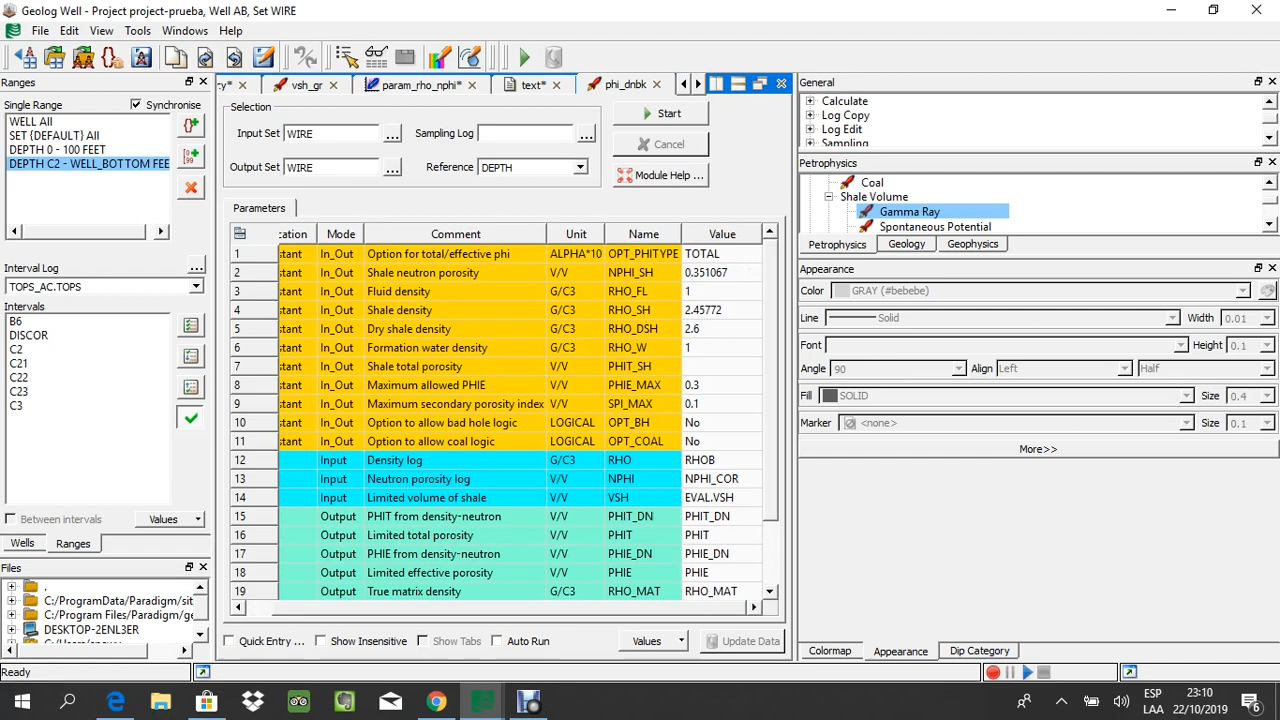 Geolog Well - Project project-prueba, Well AB, Set WIRE
File Edit View Tools Windows Help
Ranges
Single Range Synchronise
WELL All
SET {DEFAULT} All
DEPTH 0 - 100 FEET
DEPTH C2 - WELL_BOTTOM FEE
Interval Log ...
TOPS_AC.TOPS
Intervals
B6
DISCOR
C2
C21
C22
C23
C3
Between intervals Values
Wells Ranges
Files
.
C:/ProgramData/Paradigm/sit
C:/Program Files/Paradigm/ge
DESKTOP-2ENL3ER
:y* vsh_gr param_rho_nphi* text* phi_dnbk
Selection
Input Set WIRE ... Sampling Log ...
Output Set WIRE ... Reference DEPTH
Start
Cancel
Module Help ...
Parameters
cation Mode Comment Unit Name Value
1 stant In_Out Option for total/effective phi ALPHA*10 OPT_PHITYPE TOTAL
2 stant In_Out Shale neutron porosity V/V NPHI_SH 0.351067
3 stant In_Out Fluid density G/C3 RHO_FL 1
4 stant In_Out Shale density G/C3 RHO_SH 2.45772
5 stant In_Out Dry shale density G/C3 RHO_DSH 2.6
6 stant In_Out Formation water density G/C3 RHO_W 1
7 stant In_Out Shale total porosity V/V PHIT_SH
8 stant In_Out Maximum allowed PHIE V/V PHIE_MAX 0.3
9 stant In_Out Maximum secondary porosity index V/V SPI_MAX 0.1
10 stant In_Out Option to allow bad hole logic LOGICAL OPT_BH No
11 stant In_Out Option to allow coal logic LOGICAL OPT_COAL No
12 Input Density log G/C3 RHO RHOB
13 Input Neutron porosity log V/V NPHI NPHI_COR
14 Input Limited volume of shale V/V VSH EVAL.VSH
15 Output PHIT from density-neutron V/V PHIT_DN PHIT_DN
16 Output Limited total porosity V/V PHIT PHIT
17 Output PHIE from density-neutron V/V PHIE_DN PHIE_DN
18 Output Limited effective porosity V/V PHIE PHIE
19 Output True matrix density G/C3 RHO_MAT RHO_MAT
Quick Entry ... Show Insensitive Show Tabs Auto Run Values Update Data
General
Calculate
Log Copy
Log Edit
Sampling
Petrophysics
Coal
Shale Volume
Gamma Ray
Spontaneous Potential
Petrophysics Geology Geophysics
Appearance
Color GRAY (#bebebe)
Line Solid Width 0.01
Font Height 0.1
Angle 90 Align Left Half
Fill SOLID Size 0.4
Marker <none> Size 0.1
More>>
Colormap Appearance Dip Category
Ready
ESP 23:10
LAA 22/10/2019 6